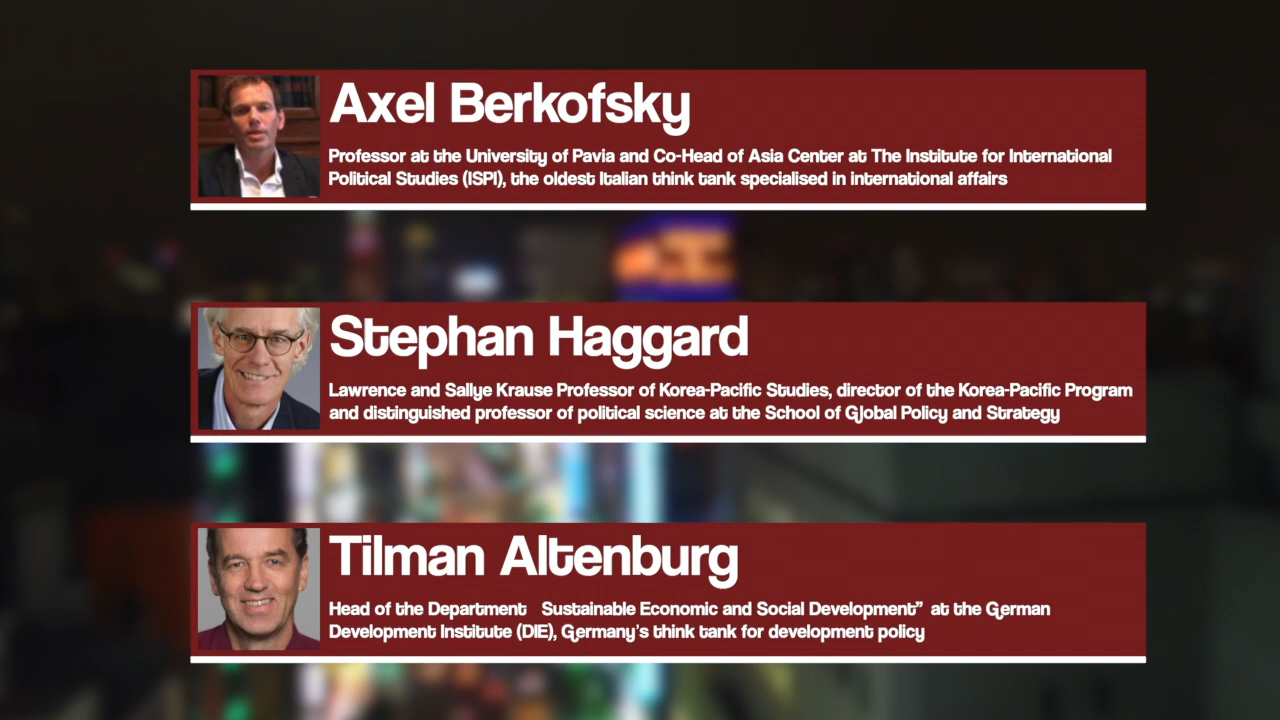 Axel Berkofsky
Professor at the University of Pavia and Co-Head of Asia Center at The Institute for International
Political Studies (ISPI), the oldest Italian think tank specialised in international affairs
Stephan Haggard
Lawrence and Sallye Krause Professor of Korea-Pacific Studies, director of the Korea-Pacific Program
and distinguished professor of political science at the School of Global Policy and Strategy
Tilman Altenburg
Head of the Department Sustainable Economic and Social Development” at the German
Development Institute (DIE), Germany’s think tank for development policy